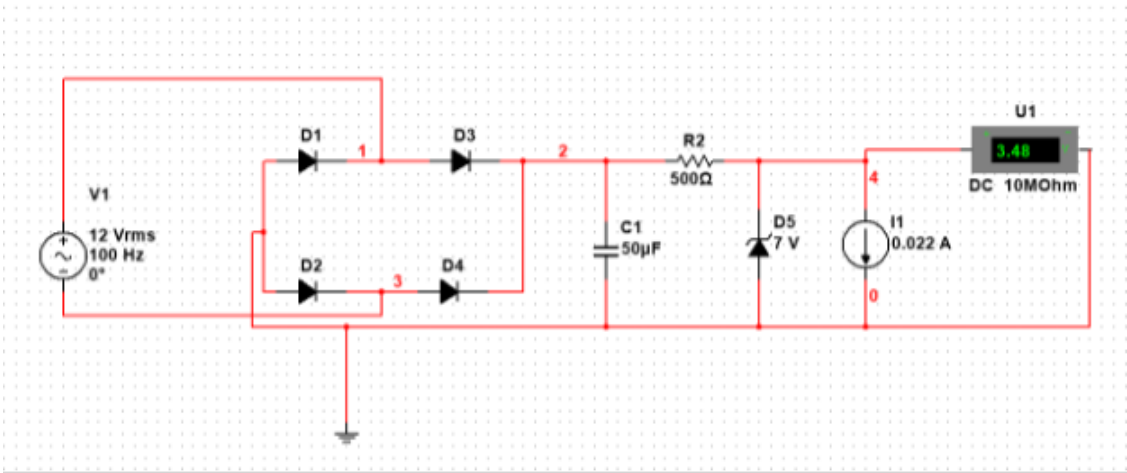 U1
D1
D3
R2
3.48
1
2
500Ω
4
DC 10MOhm
V1
12 Vrms
100 Hz
0°
C1
50µF
D5
7 V
I1
0.022 A
D2
D4
3
0